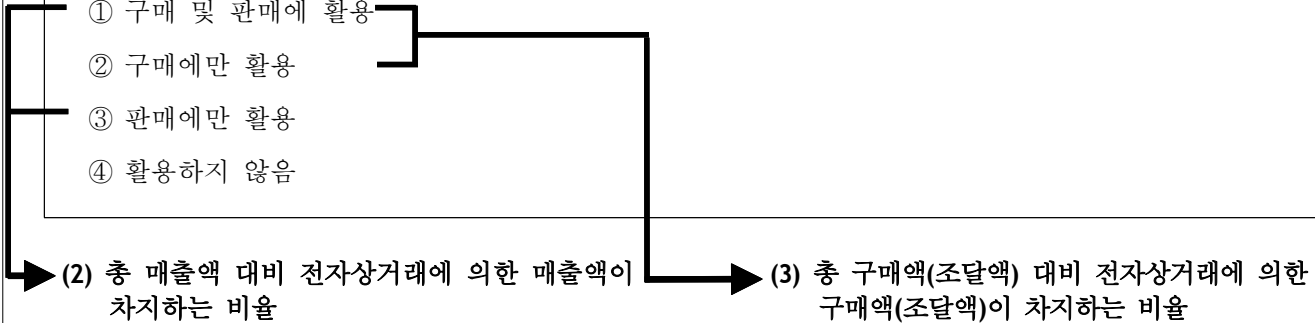 ① 구매 및 판매에 활용
② 구매에만 활용
③ 판매에만 활용
④ 활용하지 않음
(2) 총 매출액 대비 전자상거래에 의한 매출액이
차지하는 비율
(3) 총 구매액(조달액) 대비 전자상거래에 의한
구매액(조달액)이 차지하는 비율